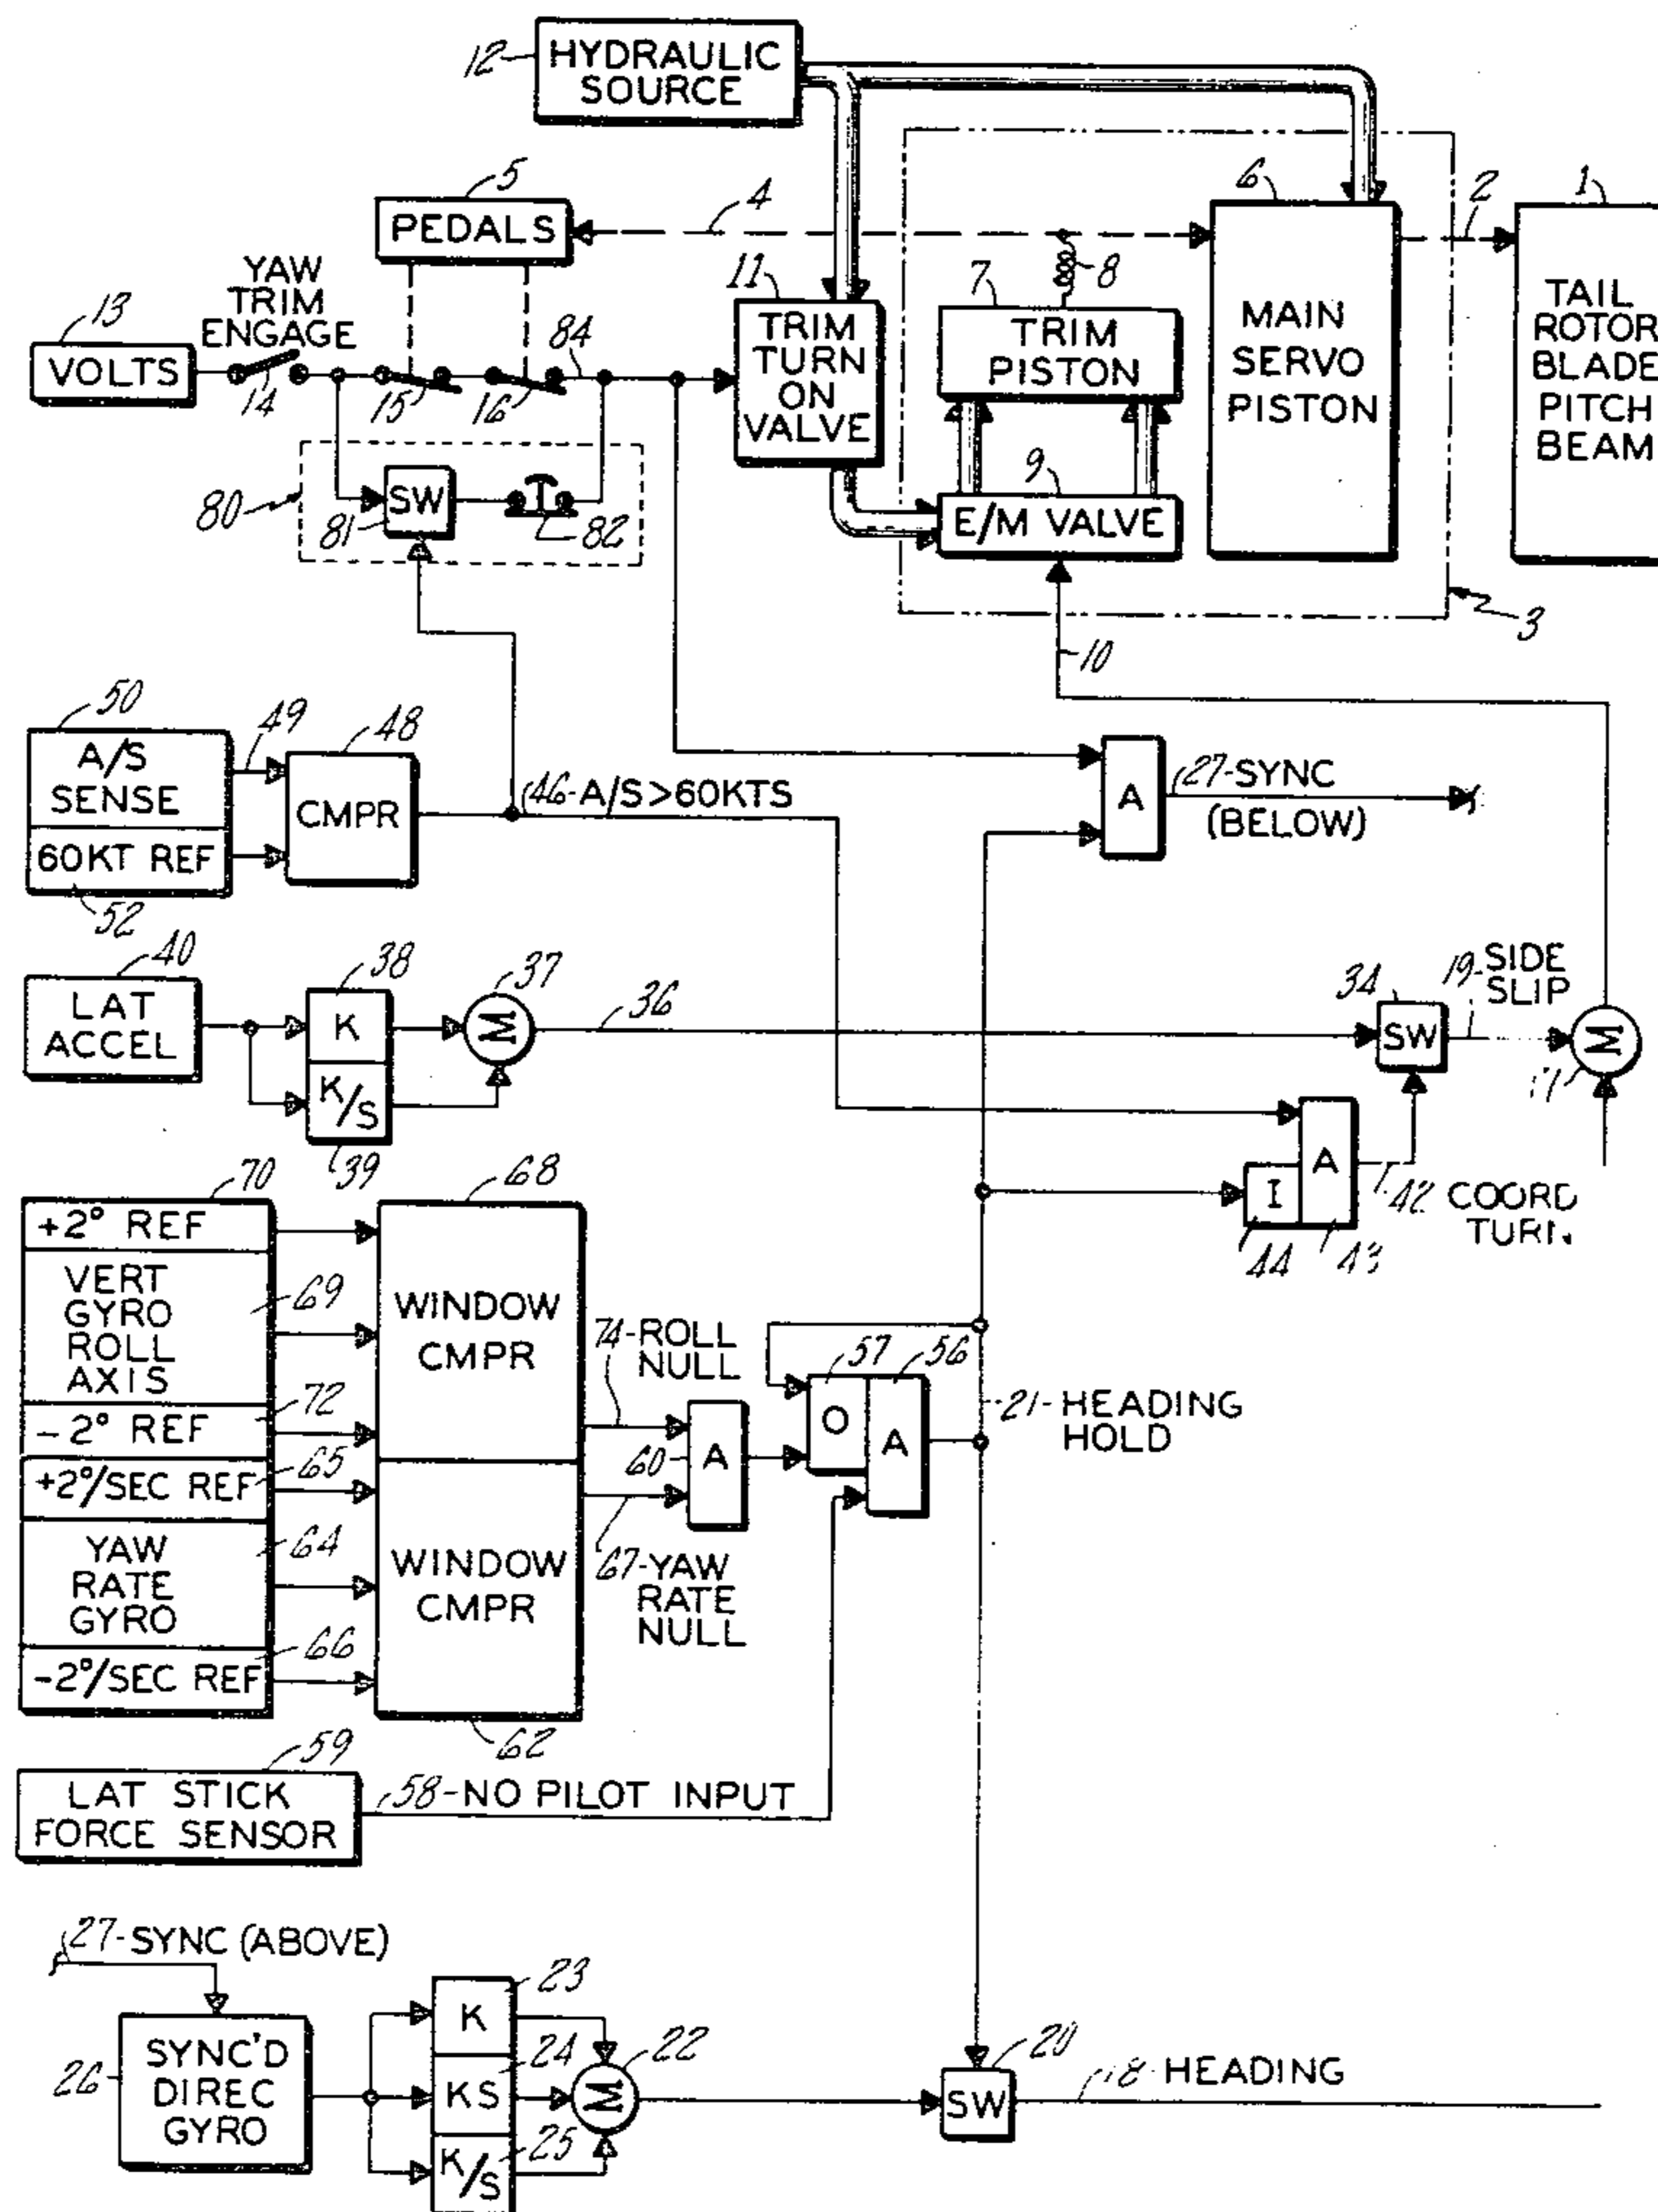 12
HYDRAULIC
SOURCE
5
PEDALS
4
6
2
1
YAW
TRIM
ENGAGE
13
VOLTS
14
15
16
84
11
TRIM
TURN
ON
VALVE
7
8
TRIM
PISTON
MAIN
SERVO
PISTON
TAIL
ROTOR
BLADE
PITCH
BEAM
80
SW
81
82
9
E/M VALVE
3
10
50
49
48
A/S
SENSE
60KT REF
52
CMPR
46-A/S>60KTS
A
27-SYNC
(BELOW)
40
LAT
ACCEL
38
K
K/S
39
37
M
36
34
SW
19-SIDE
SLIP
M
A
I
44
43
42
COORD
70
+2° REF
VERT
GYRO
ROLL
AXIS
69
-2° REF
72
+2°/SEC REF
65
YAW
RATE
GYRO
64
-2°/SEC REF
66
68
WINDOW
CMPR
WINDOW
CMPR
62
74-ROLL
NULL
60
A
67-YAW
RATE
NULL
57
56
O
A
21-HEADING
HOLD
59
LAT STICK
FORCE SENSOR
58-NO PILOT INPUT
27-SYNC (ABOVE)
26
SYNC'D
DIREC
GYRO
23
K
24
KS
25
K/S
22
M
20
SW
HEADING